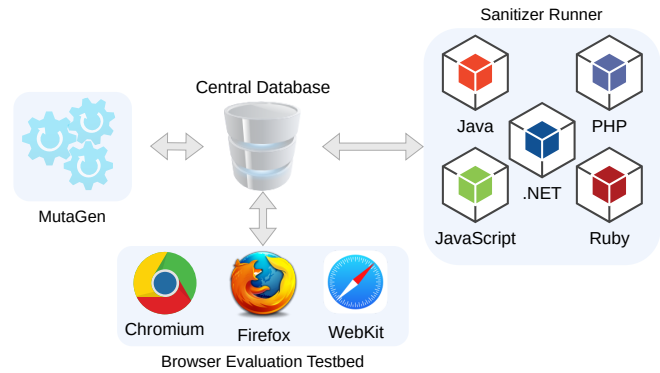 Sanitizer Runner
Central Database
Java
PHP
.NET
MutaGen
JavaScript
Ruby
Chromium
Firefox
WebKit
Browser Evaluation Testbed